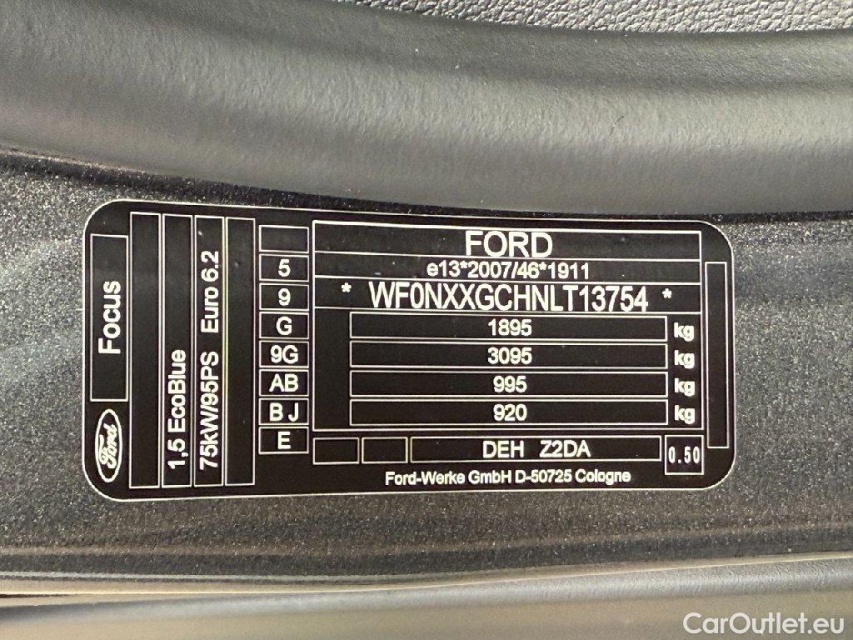 FORD
e13*2007/46*1911
* WF0NXXGCHNLT13754 *
1895 kg
3095 kg
995 kg
920 kg
DEH Z2DA
0.50
Ford-Werke GmbH D-50725 Cologne
5
9
G
9G
AB
B J
E
Focus
Ford
1,5 EcoBlue
75kW/95PS Euro 6.2
CarOutlet.eu